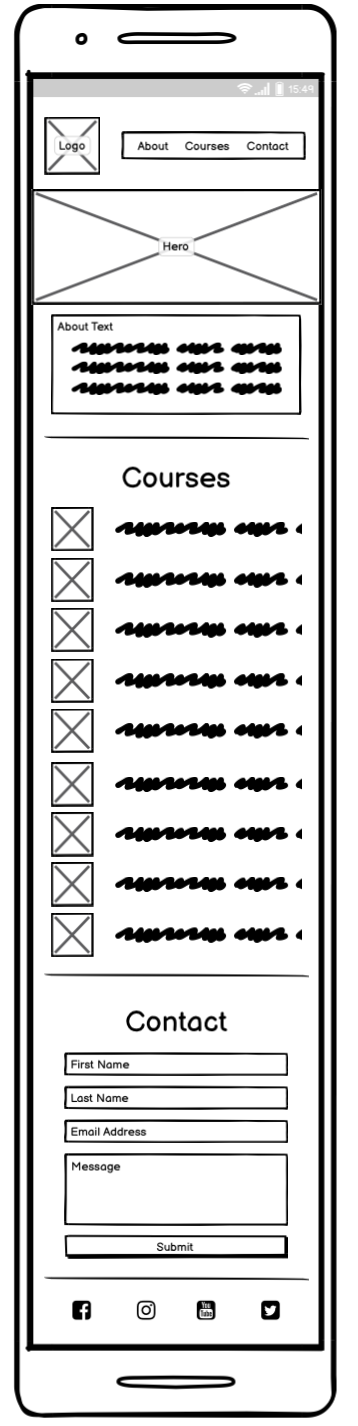 15:49
Logo
About Courses Contact
Hero
About Text
Courses
Contact
First Name
Last Name
Email Address
Message
Submit
You
Tube